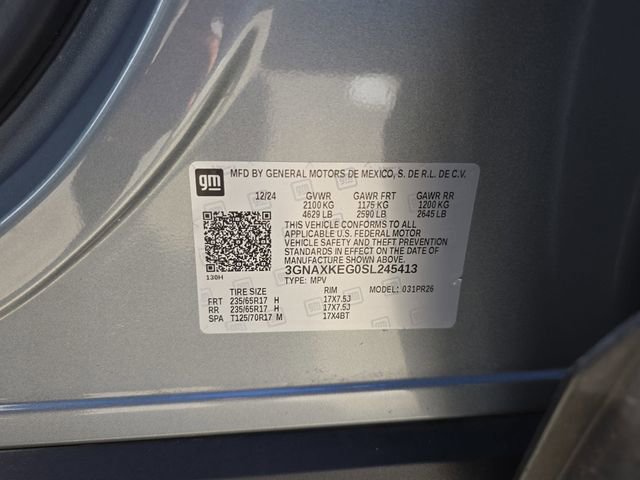 gm
MFD BY GENERAL MOTORS DE MEXICO, S. DE R.L. DE C.V.
12/24 GVWR GAWR FRT GAWR RR
2100 KG 1175 KG 1200 KG
4629 LB 2590 LB 2645 LB
THIS VEHICLE CONFORMS TO ALL
APPLICABLE U.S. FEDERAL MOTOR
VEHICLE SAFETY AND THEFT PREVENTION
STANDARDS IN EFFECT ON THE DATE OF
MANUFACTURE SHOWN ABOVE.
130H
3GNAXKEG0SL245413
TYPE: MPV MODEL: 031PR26
TIRE SIZE RIM
FRT 235/65R17 H 17X7.5J
RR 235/65R17 H 17X7.5J
SPA T125/70R17 M 17X4BT